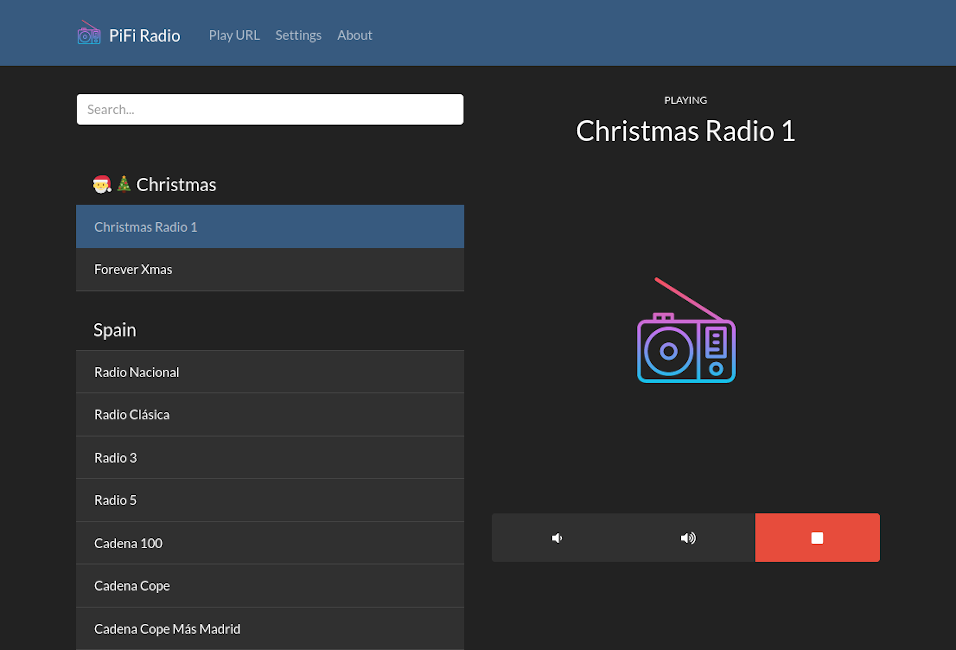 PiFi Radio
Play URL
Settings
About
Search...
🎅🎄 Christmas
Christmas Radio 1
Forever Xmas
Spain
Radio Nacional
Radio Clásica
Radio 3
Radio 5
Cadena 100
Cadena Cope
Cadena Cope Más Madrid
PLAYING
Christmas Radio 1